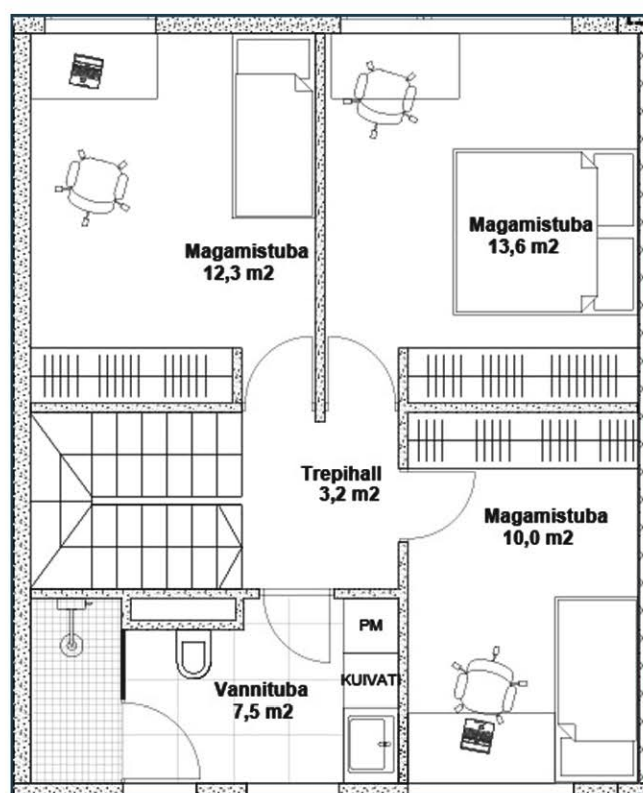 Magamistuba
12,3 m2
Magamistuba
13,6 m2
Trepihall
3,2 m2
Magamistuba
10,0 m2
PM
KUIVATI
Vannituba
7,5 m2